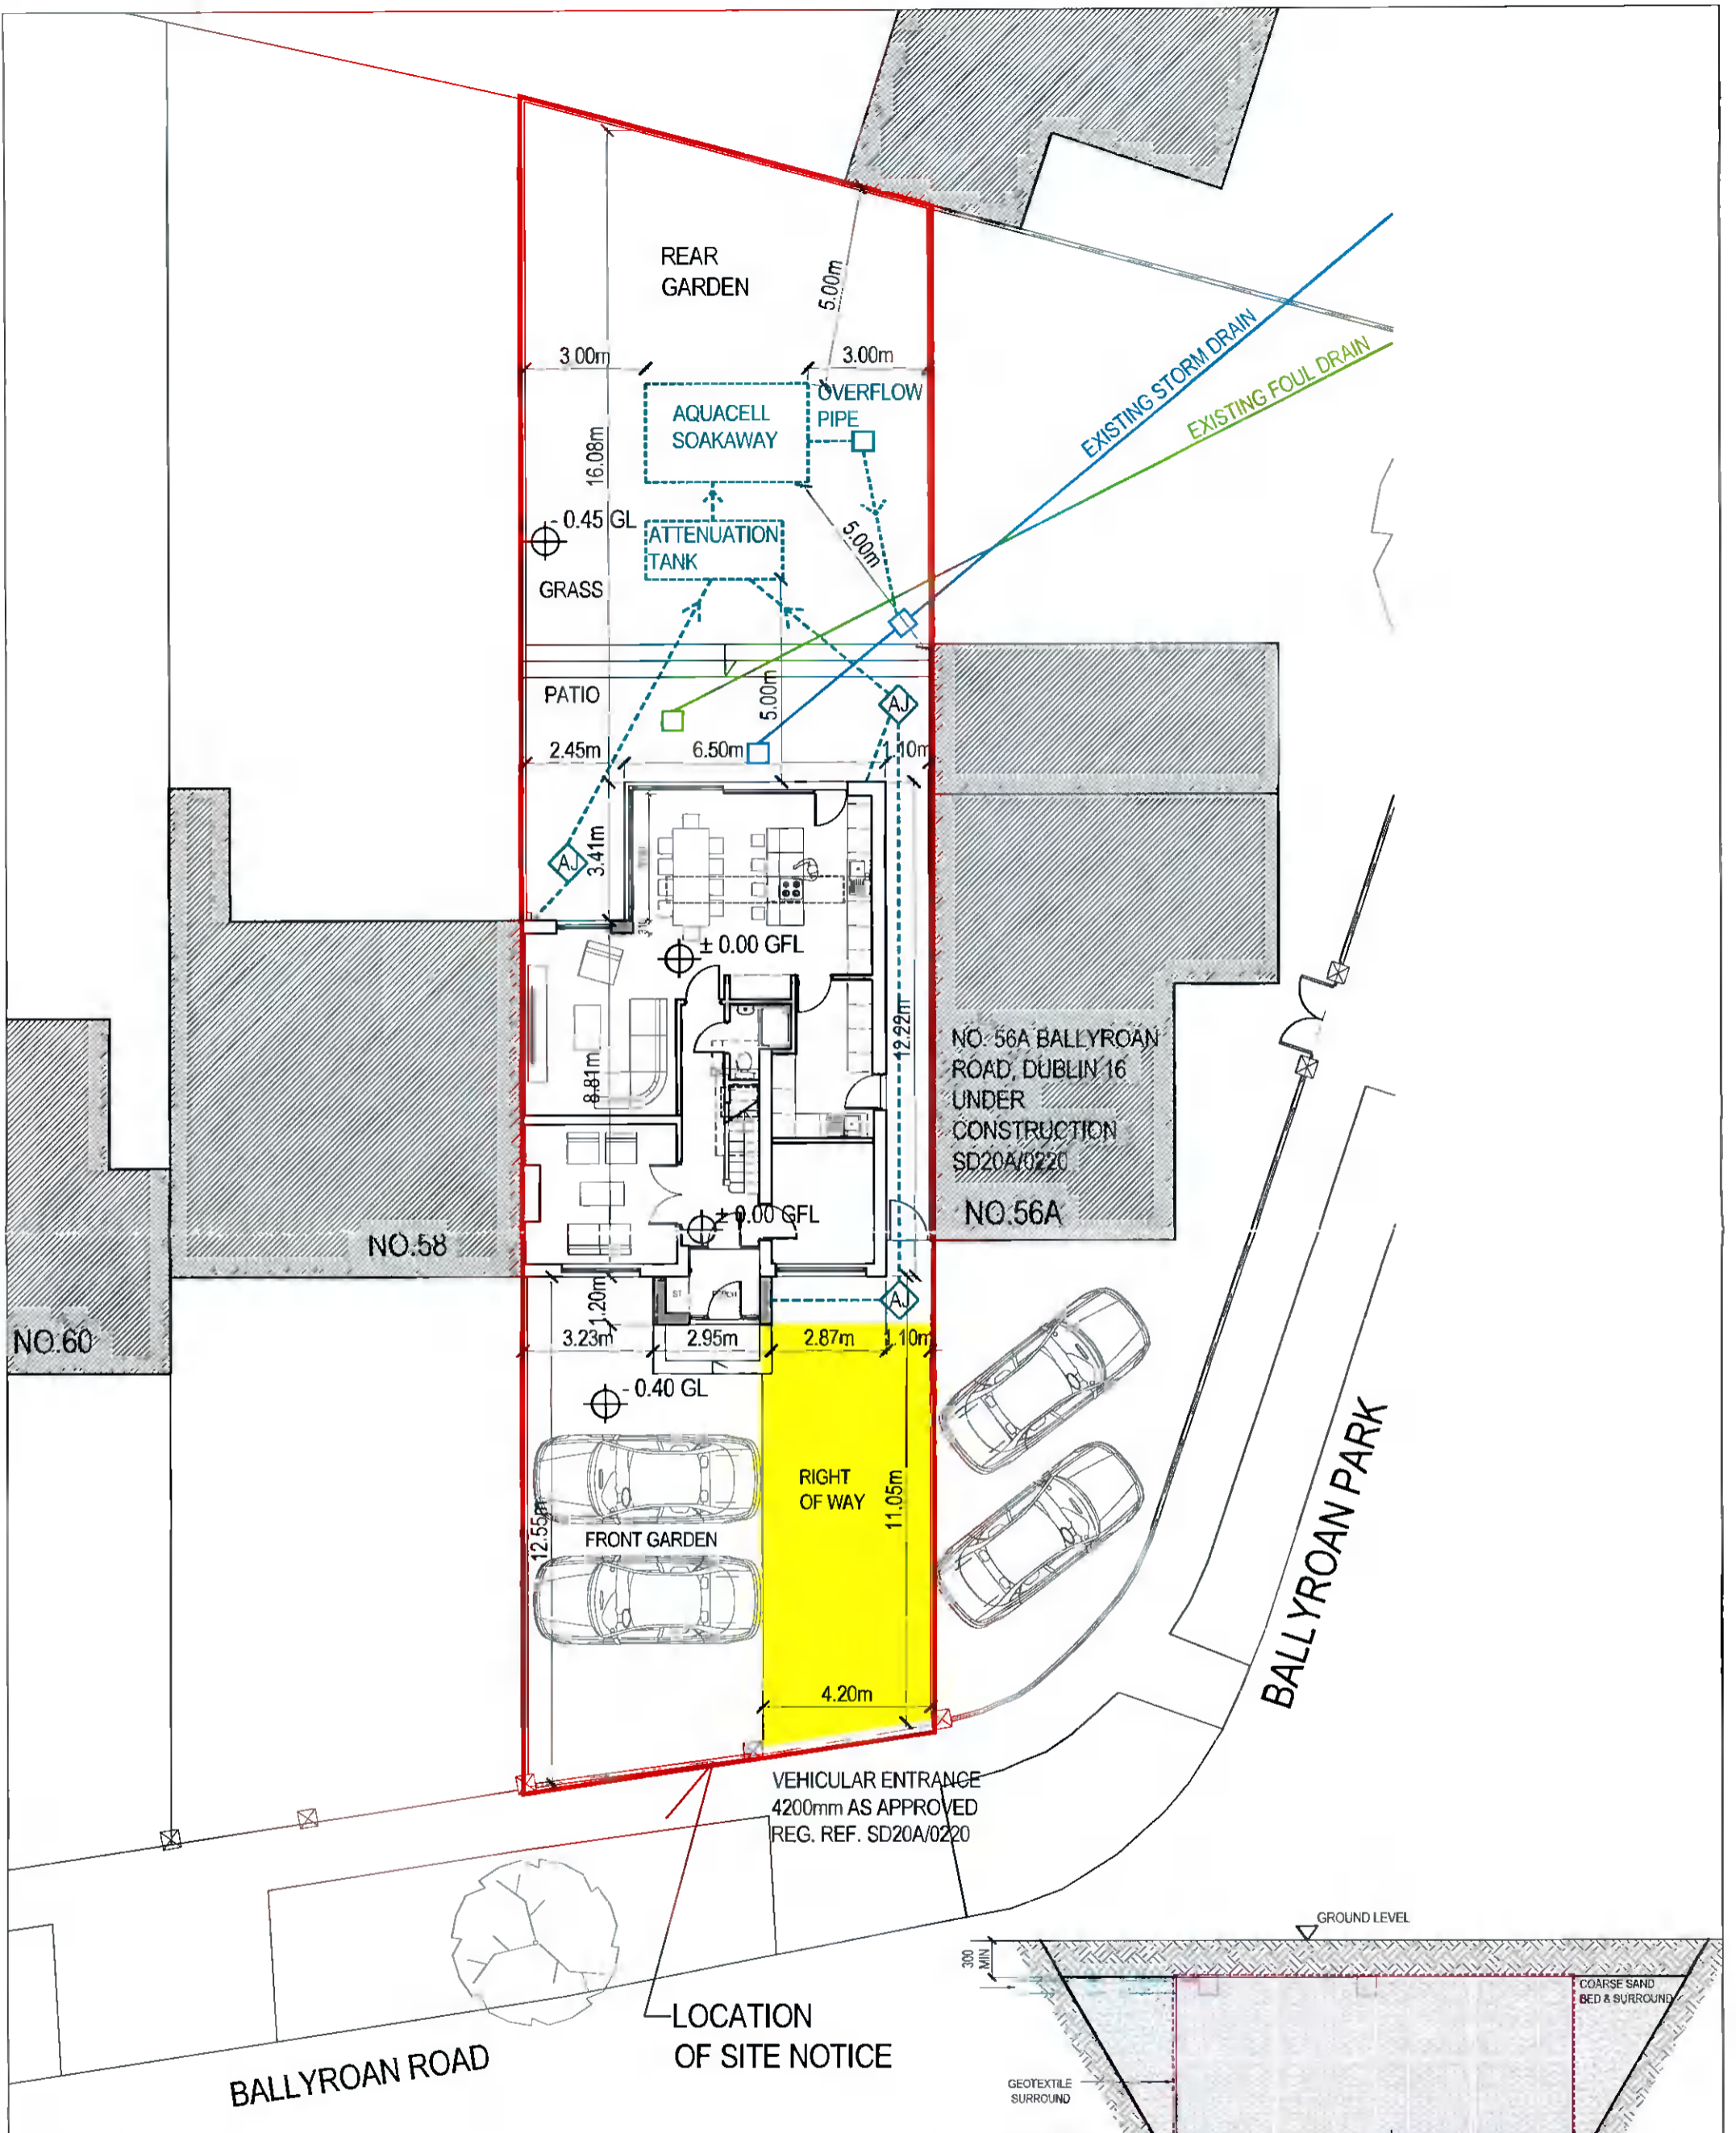 REAR
GARDEN
5.00m
3.00m
3.00m
EXISTING STORM DRAIN
EXISTING FOUL DRAIN
OVERFLOW
PIPE
AQUACELL
SOAKAWAY
16.08m
- 0.45 GL
ATTENUATION
TANK
5.00m
GRASS
PATIO
5.00m
AJ
2.45m
6.50m
1.10m
3.41m
AJ
± 0.00 GFL
12.22m
NO. 56A BALLYROAN
ROAD, DUBLIN 16
UNDER
CONSTRUCTION
SD20A/0220
8.81m
NO.56A
± 0.00 GFL
NO.58
1.20m
ST
AJ
NO.60
3.23m
2.95m
2.87m
1.10m
- 0.40 GL
RIGHT
OF WAY
11.05m
12.55m
FRONT GARDEN
BALLYROAN PARK
4.20m
VEHICULAR ENTRANCE
4200mm AS APPROVED
REG. REF. SD20A/0220
GROUND LEVEL
300
MIN
COARSE SAND
BED & SURROUND
LOCATION
OF SITE NOTICE
BALLYROAN ROAD
GEOTEXTILE
SURROUND